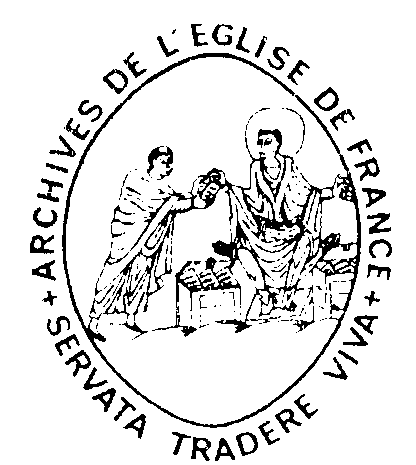 + ARCHIVES DE L'EGLISE DE FRANCE +
SERVATA TRADERE VIVA